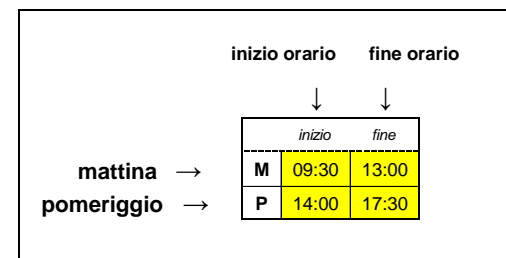 inizio orario fine orario
↓ ↓
inizio fine
mattina → M 09:30 13:00
pomeriggio → P 14:00 17:30